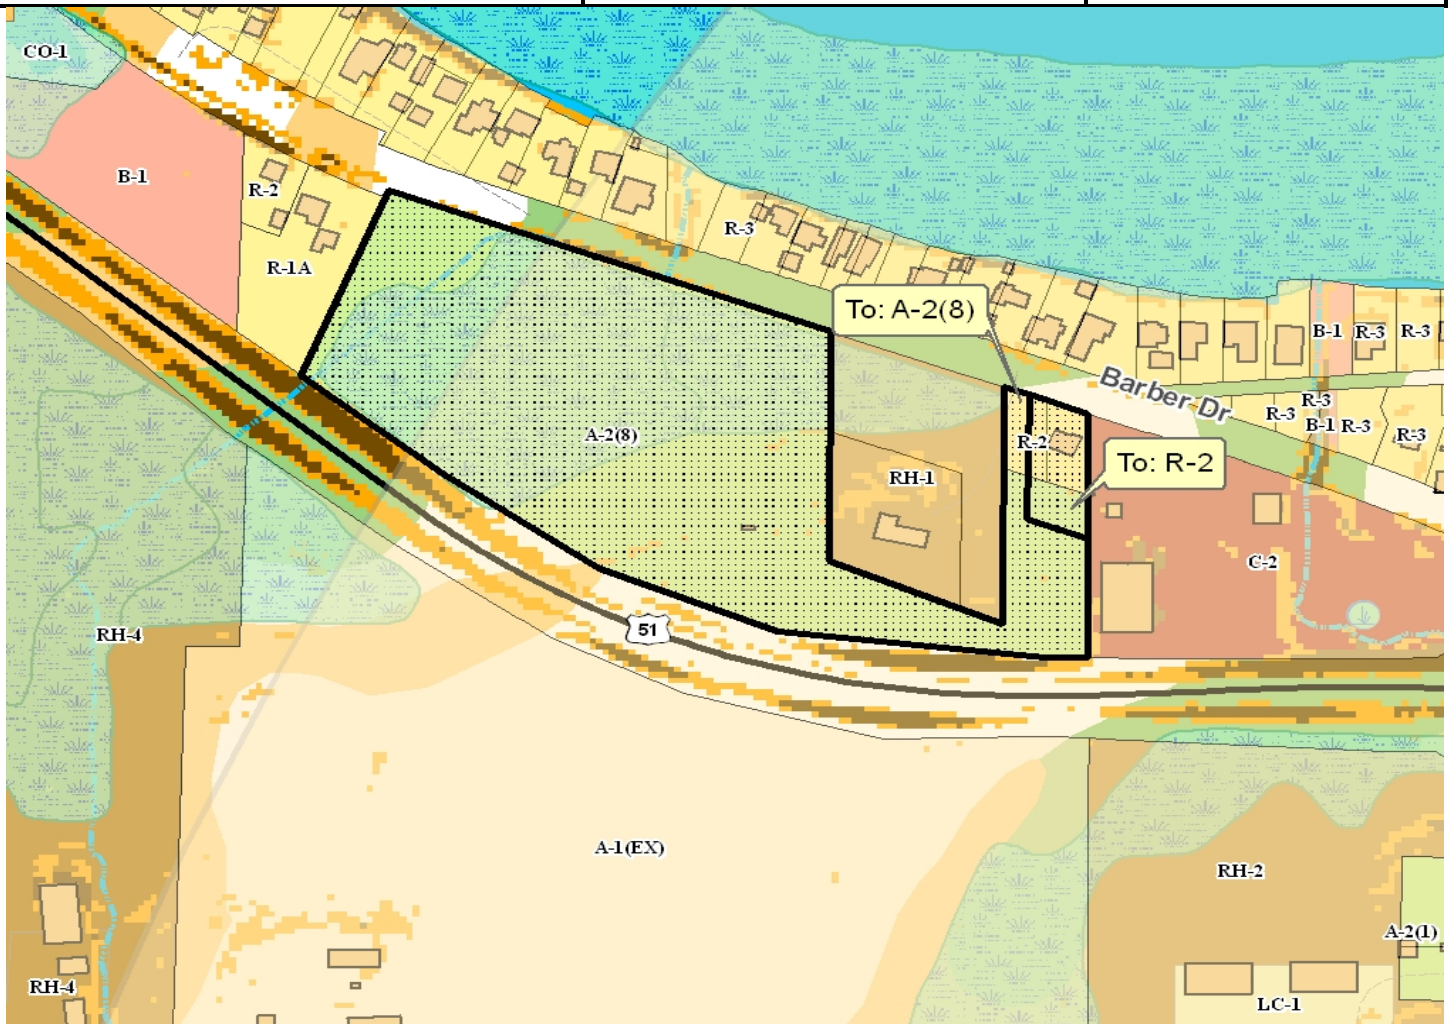 CO-1
B-1
R-2
R-1A
R-3
To: A-2(8)
B-1
R-3
R-3
Barber Dr
R-3
R-3
B-1
R-3
R-3
A-2(8)
R-2
To: R-2
RH-1
C-2
51
RH-4
A-1(EX)
RH-2
A-2(1)
RH-4
LC-1